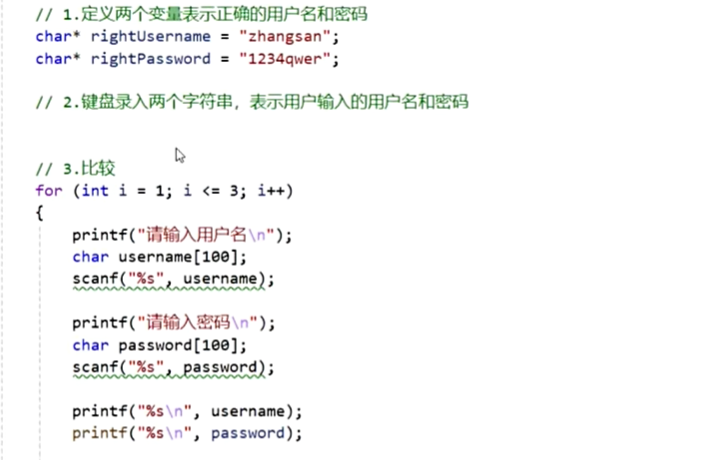 // 1.定义两个变量表示正确的用户名和密码
char* rightUsername = "zhangsan";
char* rightPassword = "1234qwer";
// 2.键盘录入两个字符串，表示用户输入的用户名和密码
// 3.比较
for (int i = 1; i <= 3; i++)
{
printf("请输入用户名\n");
char username[100];
scanf("%s", username);
printf("请输入密码\n");
char password[100];
scanf("%s", password);
printf("%s\n", username);
printf("%s\n", password);